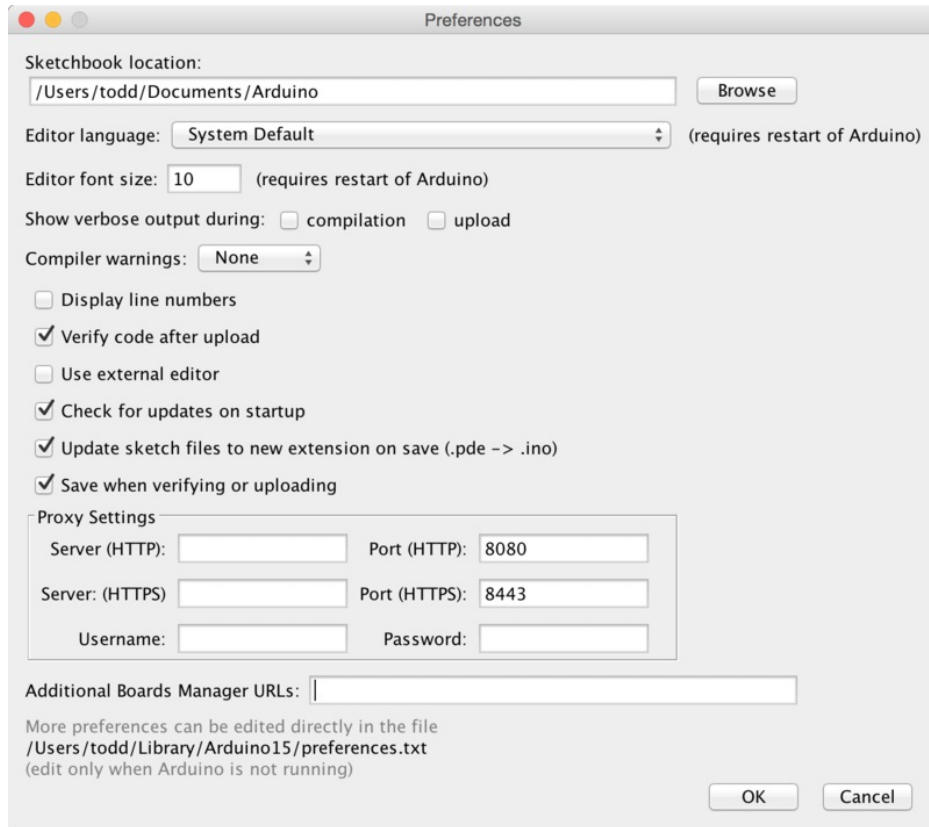 Preferences
Sketchbook location:
/Users/todd/Documents/Arduino Browse
Editor language: System Default (requires restart of Arduino)
Editor font size: 10 (requires restart of Arduino)
Show verbose output during: compilation upload
Compiler warnings: None
Display line numbers
Verify code after upload
Use external editor
Check for updates on startup
Update sketch files to new extension on save (.pde -> .ino)
Save when verifying or uploading
Proxy Settings
Server (HTTP): Port (HTTP): 8080
Server: (HTTPS) Port (HTTPS): 8443
Username: Password:
Additional Boards Manager URLs:
More preferences can be edited directly in the file
/Users/todd/Library/Arduino15/preferences.txt
(edit only when Arduino is not running)
OK Cancel